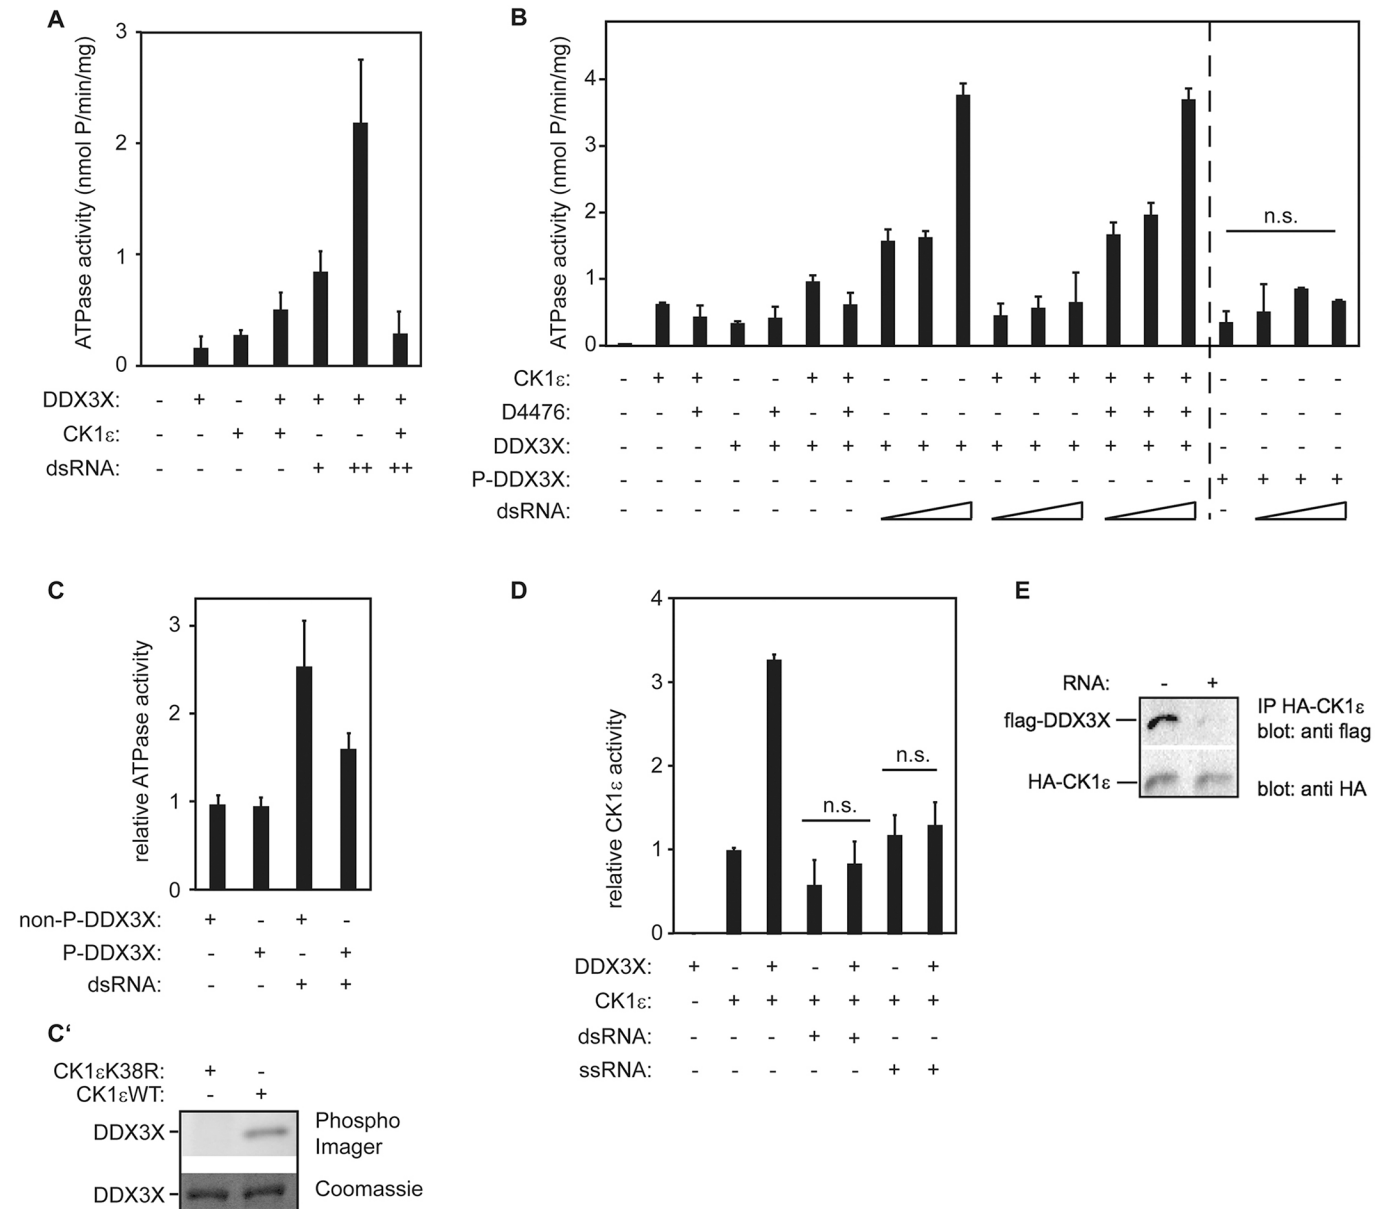 A
ATPase activity (nmol P/min/mg)
3
2
1
0
DDX3X: - + - + + + +
CK1ε: - - + + - - +
dsRNA: - - - - + ++ ++
B
ATPase activity (nmol P/min/mg)
4
3
2
1
0
n.s.
CK1ε: - + + - - + + - - - + + + + + + - - - -
D4476: - - + - + - + - - - - - - + + + - - - -
DDX3X: - - - + + + + + + + + + + + + + - - - -
P-DDX3X: - - - - - - - - - - - - - - - - + + + +
dsRNA: - - - - - - - -
C
relative ATPase activity
3
2
1
0
non-P-DDX3X: + - + -
P-DDX3X: - + - +
dsRNA: - - + +
C‘
CK1εK38R: + -
CK1εWT: - +
DDX3X
Phospho
Imager
DDX3X
Coomassie
D
relative CK1ε activity
4
3
2
1
0
n.s.
n.s.
DDX3X: + - + - + - +
CK1ε: - + + + + + +
dsRNA: - - - + + - -
ssRNA: - - - - - + +
E
RNA: - +
flag-DDX3X
IP HA-CK1ε
blot: anti flag
HA-CK1ε
blot: anti HA